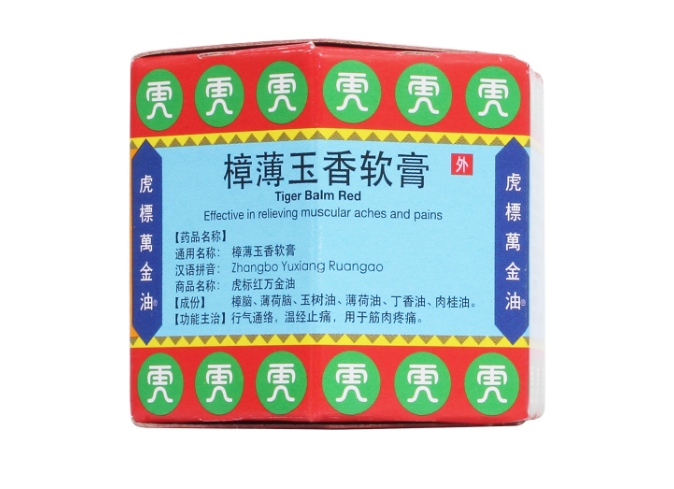 樟薄玉香软膏
外
Tiger Balm Red
Effective in relieving muscular aches and pains
【药品名称】
通用名称： 樟薄玉香软膏
汉语拼音： Zhangbo Yuxiang Ruangao
商品名称： 虎标红万金油
【成份】 樟脑、薄荷脑、玉树油、薄荷油、丁香油、肉桂油。
【功能主治】行气通络，温经止痛，用于筋肉疼痛。
虎標萬金油®
虎標萬金油®